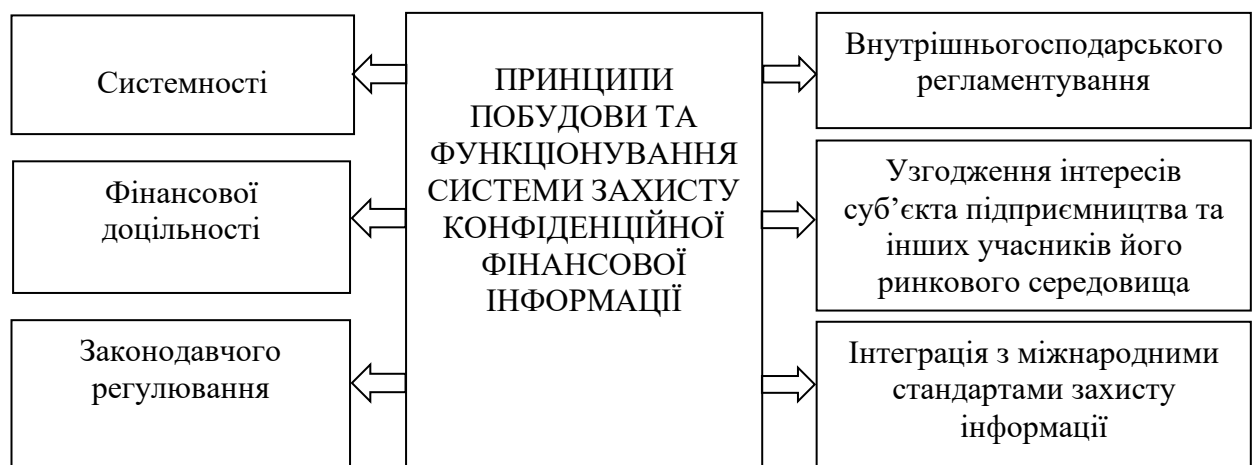 Системності
Фінансової
доцільності
Законодавчого
регулювання
ПРИНЦИПИ
ПОБУДОВИ ТА
ФУНКЦІОНУВАННЯ
СИСТЕМИ ЗАХИСТУ
КОНФІДЕНЦІЙНОЇ
ФІНАНСОВОЇ
ІНФОРМАЦІЇ
Внутрішньогосподарського
регламентування
Узгодження інтересів
суб’єкта підприємництва та
інших учасників його
ринкового середовища
Інтеграція з міжнародними
стандартами захисту
інформації